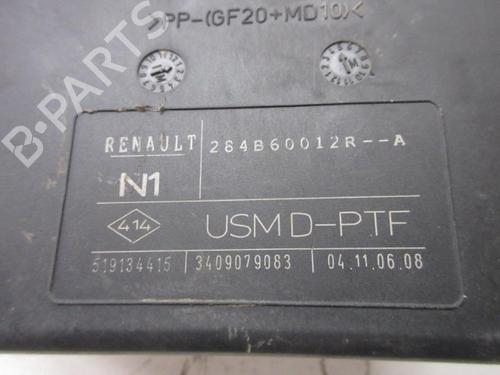 >PP-(GF20+MD10)<
RENAULT 284B60012R--A
N1
414 USM D-PTF
519134415 3409079083 04.11.06.08
B-PARTS